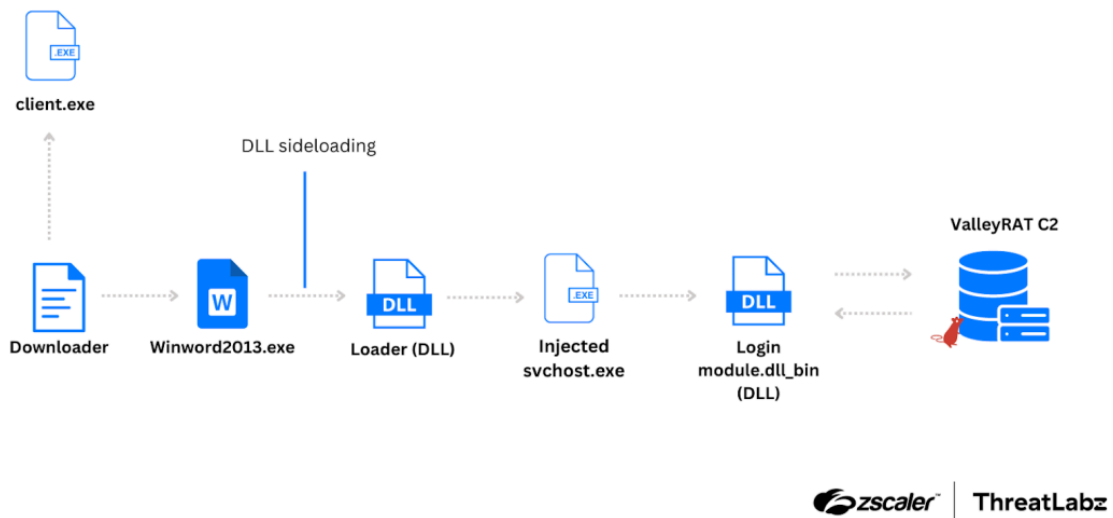 .EXE
client.exe
DLL sideloading
ValleyRAT C2
W
DLL
.EXE
DLL
Downloader
Winword2013.exe
Loader (DLL)
Injected
svchost.exe
Login
module.dll_bin
(DLL)
zscaler™
ThreatLabz